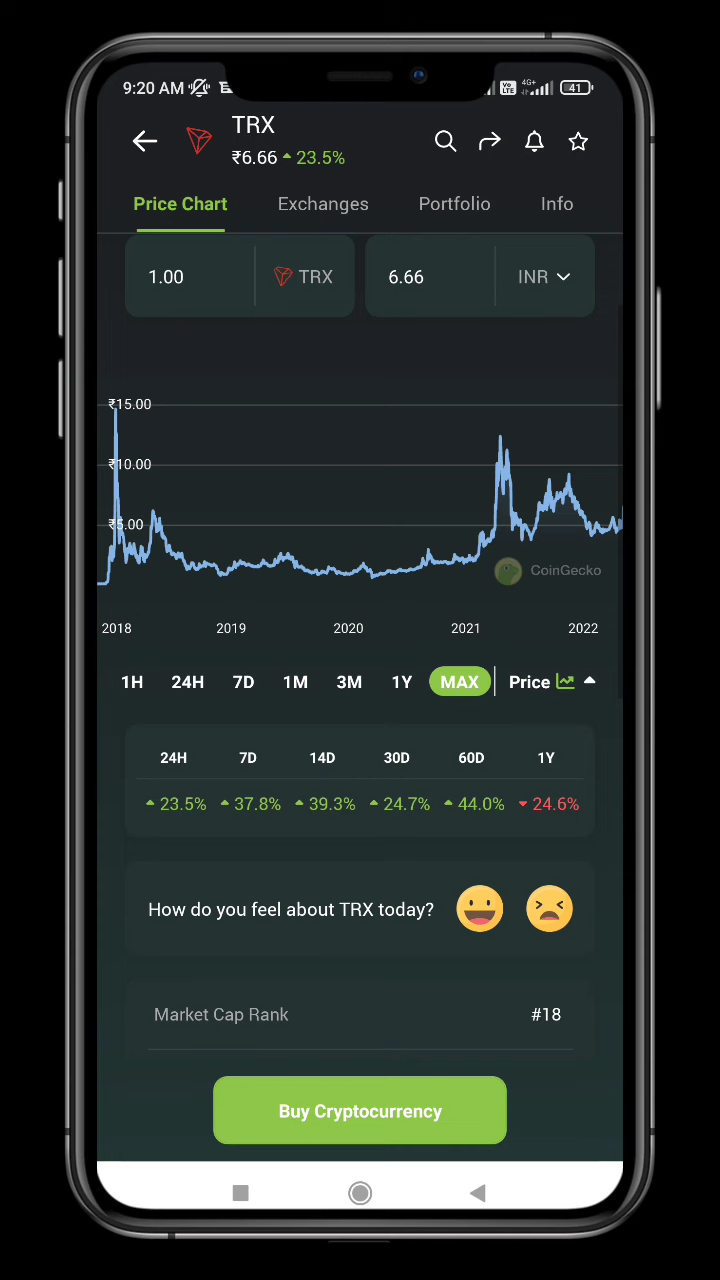 9:20 AM
Vo LTE 4G+ 41
TRX
₹6.66 23.5%
Price Chart Exchanges Portfolio Info
1.00 TRX 6.66 INR
₹15.00
₹10.00
₹5.00
CoinGecko
2018 2019 2020 2021 2022
1H 24H 7D 1M 3M 1Y MAX Price
24H 7D 14D 30D 60D 1Y
23.5% 37.8% 39.3% 24.7% 44.0% 24.6%
How do you feel about TRX today?
Market Cap Rank #18
Buy Cryptocurrency